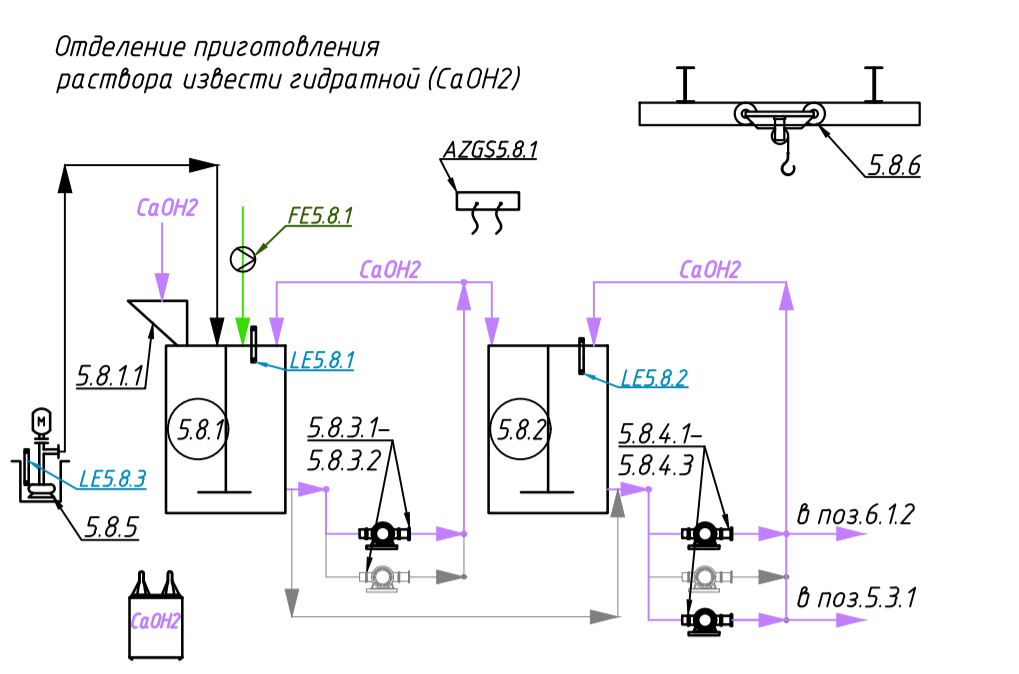 Отделение приготовления
раствора извести гидратной (CaOH2)
AZGS5.8.1
5.8.6
CaOH2
FE5.8.1
CaOH2
CaOH2
5.8.1.1
LE5.8.1
LE5.8.2
M
5.8.1
5.8.3.1-
5.8.3.2
5.8.2
5.8.4.1-
5.8.4.3
LE5.8.3
5.8.5
в поз.6.1.2
в поз.5.3.1
CaOH2